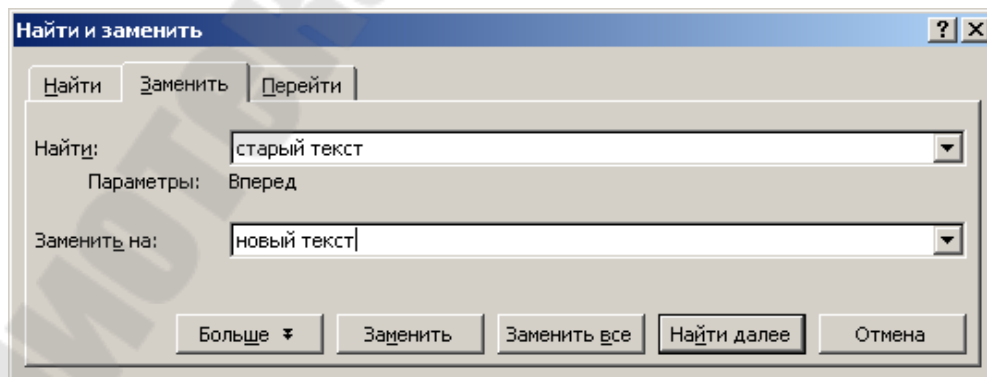 Найти и заменить
Найти Заменить Перейти
Найти: старый текст
Параметры: Вперед
Заменить на: новый текст
Больше Заменить Заменить все Найти далее Отмена